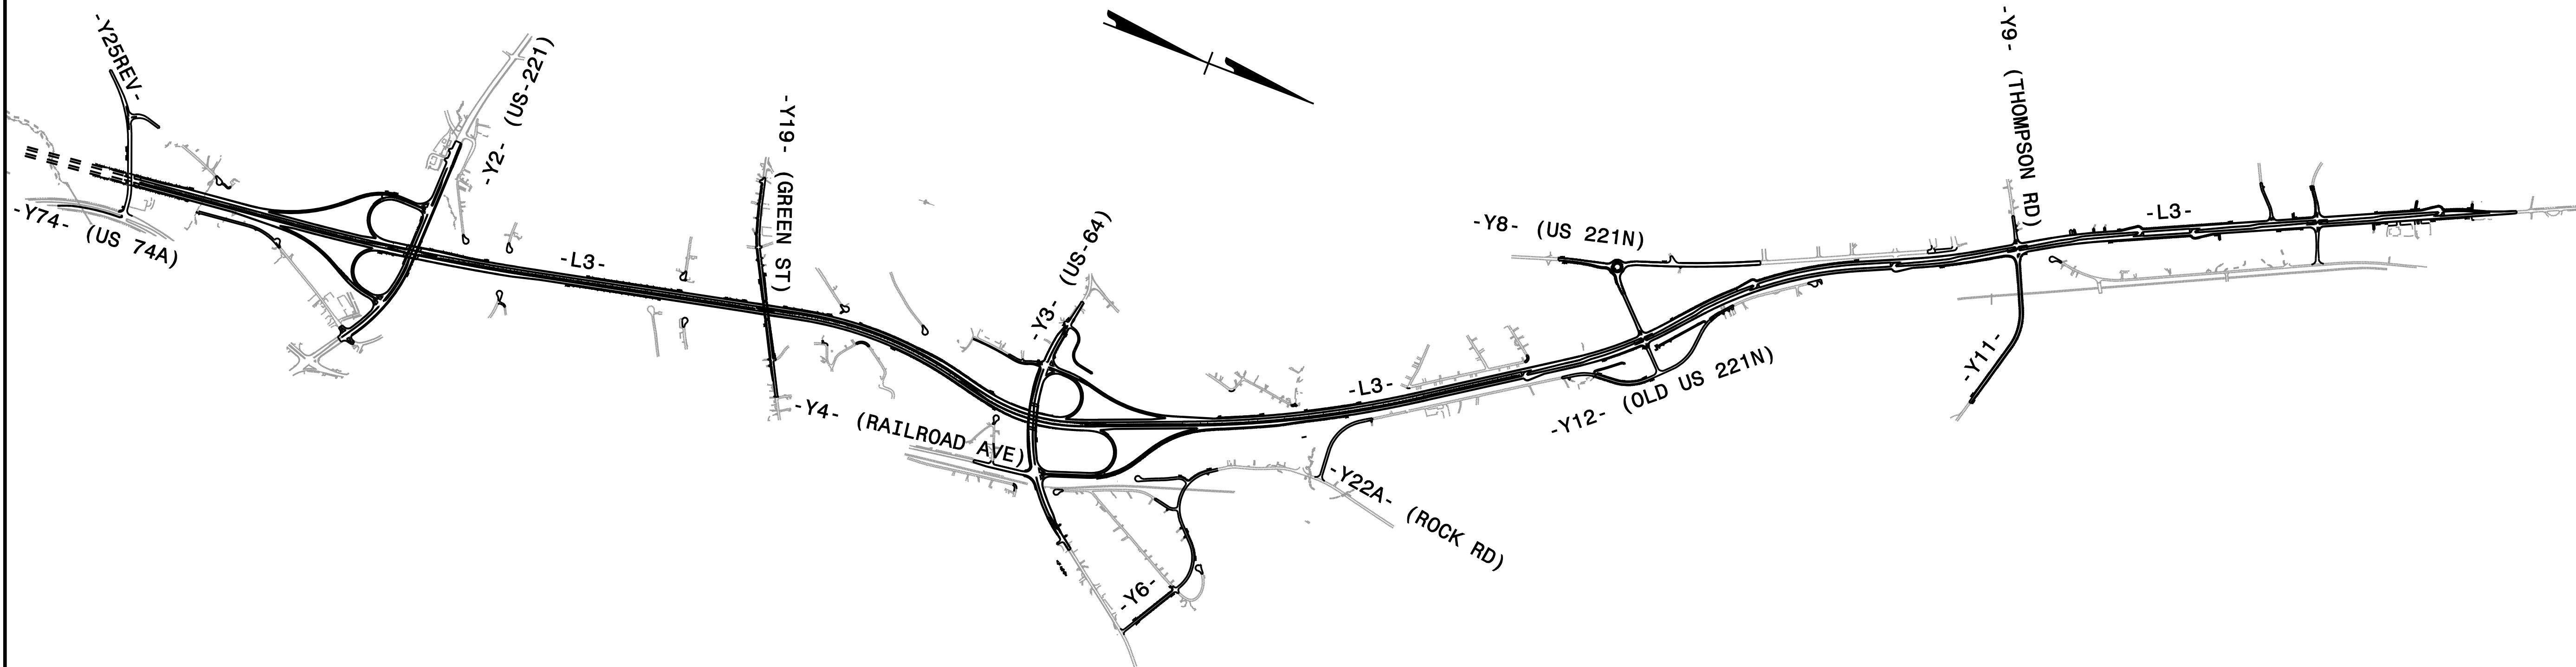 -Y25REV-
-Y2- (US-221)
-Y74- (US 74A)
-L3-
-Y19- (GREEN ST)
-Y3- (US-64)
-Y4- (RAILROAD AVE)
-Y6-
-L3-
-Y22A- (ROCK RD)
-Y8- (US 221N)
-Y12- (OLD US 221N)
-Y9- (THOMPSON RD)
-L3-
-Y11-